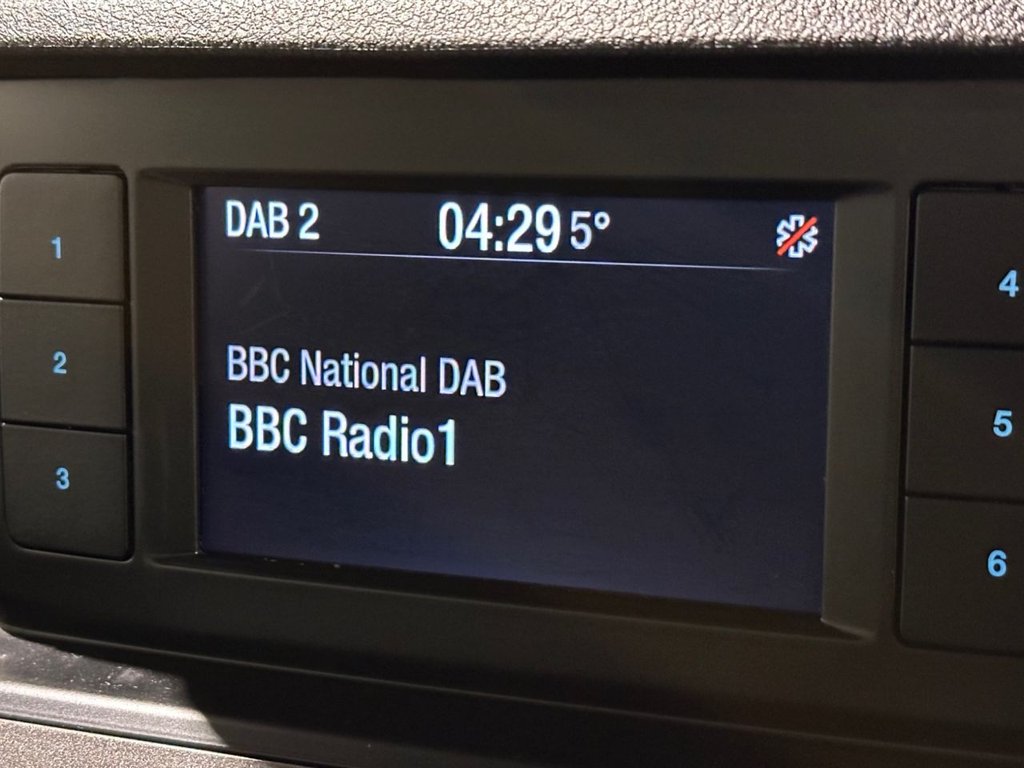 DAB 2 04:29 5°
BBC National DAB
BBC Radio1
1
2
3
4
5
6